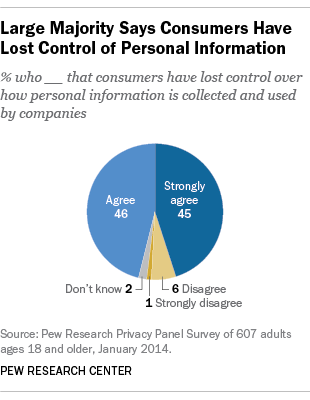 Large Majority Says Consumers Have
Lost Control of Personal Information
% who __ that consumers have lost control over
how personal information is collected and used
by companies
Agree
46
Strongly
agree
45
Don't know 2
6 Disagree
1 Strongly disagree
Source: Pew Research Privacy Panel Survey of 607 adults
ages 18 and older, January 2014.
PEW RESEARCH CENTER